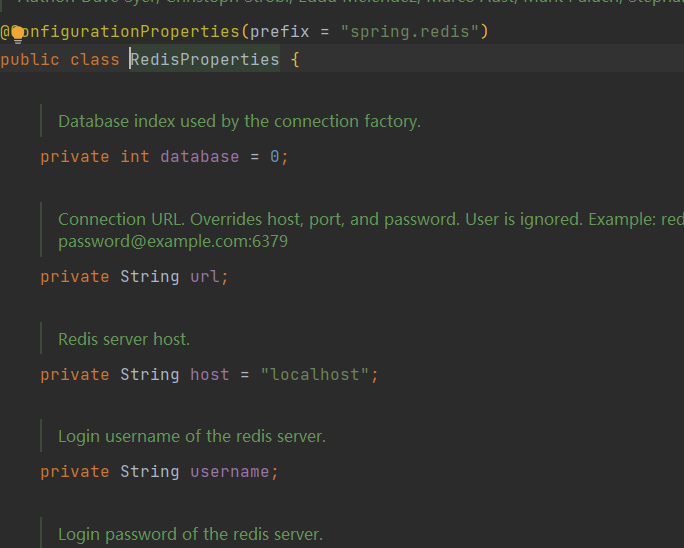 Author: Dave Syer, Christoph Strobl, Eddú Meléndez, Marco Aust, Mark Paluch, Stephan
@ConfigurationProperties(prefix = "spring.redis")
public class RedisProperties {
Database index used by the connection factory.
private int database = 0;
Connection URL. Overrides host, port, and password. User is ignored. Example: red
password@example.com:6379
private String url;
Redis server host.
private String host = "localhost";
Login username of the redis server.
private String username;
Login password of the redis server.